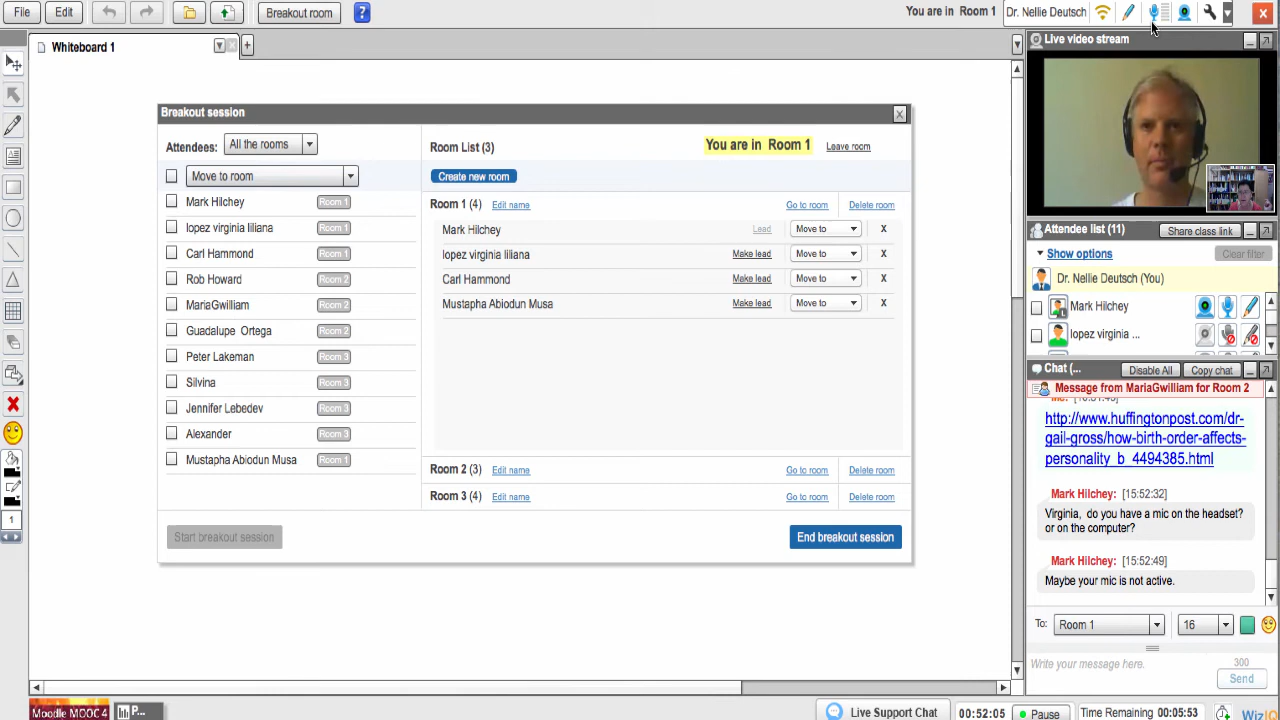 File Edit Breakout room ? You are in Room 1 Dr. Nellie Deutsch
Whiteboard 1
Live video stream
Breakout session
Attendees: All the rooms
Move to room
Mark Hilchey Room 1
lopez virginia liliana Room 1
Carl Hammond Room 1
Rob Howard Room 2
MariaGwilliam Room 2
Guadalupe Ortega Room 2
Peter Lakeman Room 3
Silvina Room 3
Jennifer Lebedev Room 3
Alexander Room 3
Mustapha Abiodun Musa Room 1
Start breakout session
Room List (3) You are in Room 1 Leave room
Create new room
Room 1 (4) Edit name Go to room Delete room
Mark Hilchey Lead Move to X
lopez virginia liliana Make lead Move to X
Carl Hammond Make lead Move to X
Mustapha Abiodun Musa Make lead Move to X
Room 2 (3) Edit name Go to room Delete room
Room 3 (4) Edit name Go to room Delete room
End breakout session
Attendee list (11) Share class link
Show options Clear filter
Dr. Nellie Deutsch (You)
Mark Hilchey
lopez virginia ...
Chat (... Disable All Copy chat
Message from MariaGwilliam for Room 2
http://www.huffingtonpost.com/dr-
gail-gross/how-birth-order-affects-
personality_b_4494385.html
Mark Hilchey: [15:52:32]
Virginia, do you have a mic on the headset?
or on the computer?
Mark Hilchey: [15:52:49]
Maybe your mic is not active.
To: Room 1 16
Write your message here. 300
Send
1
Moodle MOOC 4 P... Live Support Chat 00:52:05 Pause Time Remaining 00:05:53 WizIQ